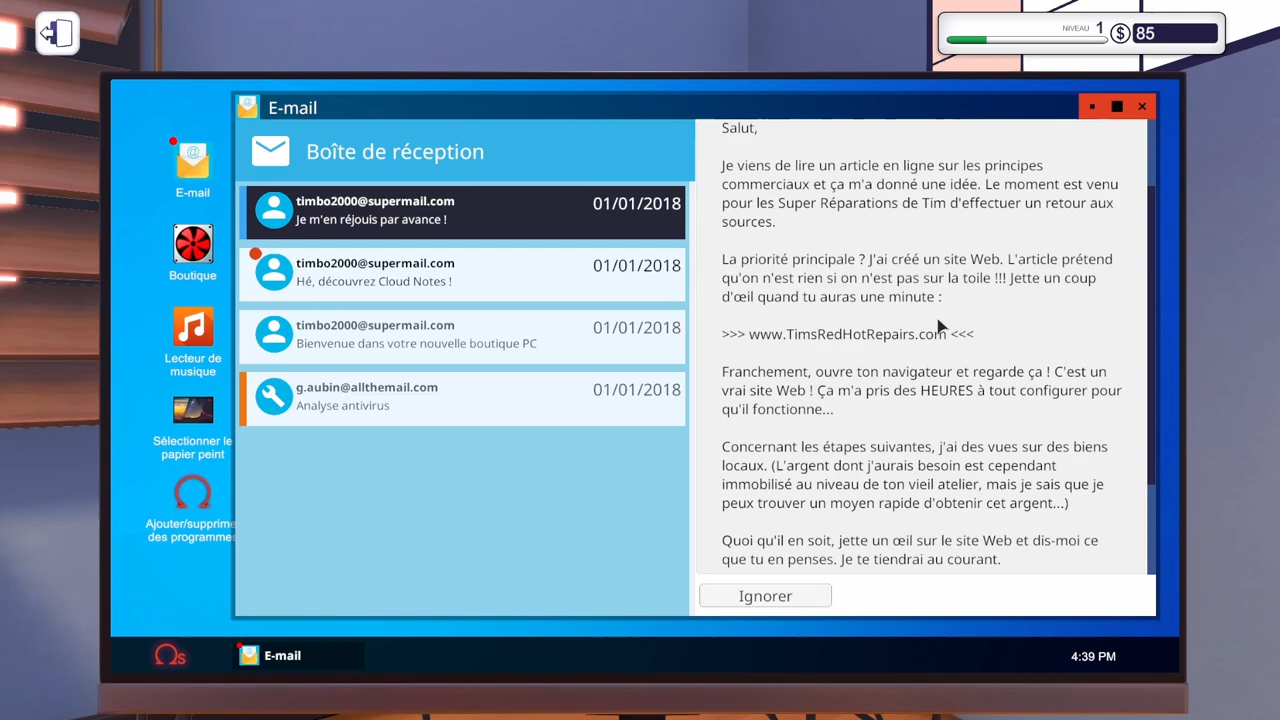 NIVEAU 1
$ 85
E-mail
Boîte de réception
timbo2000@supermail.com
01/01/2018
Je m'en réjouis par avance !
timbo2000@supermail.com
01/01/2018
Hé, découvrez Cloud Notes !
timbo2000@supermail.com
01/01/2018
Bienvenue dans votre nouvelle boutique PC
g.aubin@allthemail.com
01/01/2018
Analyse antivirus
Salut,
Je viens de lire un article en ligne sur les principes
commerciaux et ça m'a donné une idée. Le moment est venu
pour les Super Réparations de Tim d'effectuer un retour aux
sources.
La priorité principale ? J'ai créé un site Web. L'article prétend
qu'on n'est rien si on n'est pas sur la toile !!! Jette un coup
d'œil quand tu auras une minute :
>>> www.TimsRedHotRepairs.com <<<
Franchement, ouvre ton navigateur et regarde ça ! C'est un
vrai site Web ! Ça m'a pris des HEURES à tout configurer pour
qu'il fonctionne...
Concernant les étapes suivantes, j'ai des vues sur des biens
locaux. (L'argent dont j'aurais besoin est cependant
immobilisé au niveau de ton vieil atelier, mais je sais que je
peux trouver un moyen rapide d'obtenir cet argent...)
Quoi qu'il en soit, jette un œil sur le site Web et dis-moi ce
que tu en penses. Je te tiendrai au courant.
Ignorer
E-mail
Boutique
Lecteur de
musique
Sélectionner le
papier peint
Ajouter/supprime
des programmes
Ωs
E-mail
4:39 PM